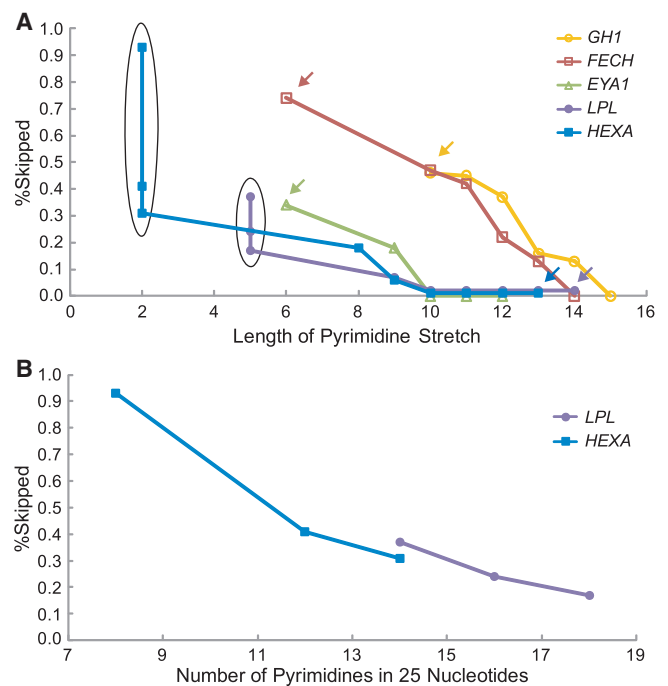 A
1.0
0.9
0.8
0.7
0.6
0.5
0.4
0.3
0.2
0.1
0.0
%Skipped
GH1
FECH
EYA1
LPL
HEXA
0 2 4 6 8 10 12 14 16
Length of Pyrimidine Stretch
B
1.0
0.9
0.8
0.7
0.6
0.5
0.4
0.3
0.2
0.1
0.0
%Skipped
LPL
HEXA
7 9 11 13 15 17 19
Number of Pyrimidines in 25 Nucleotides